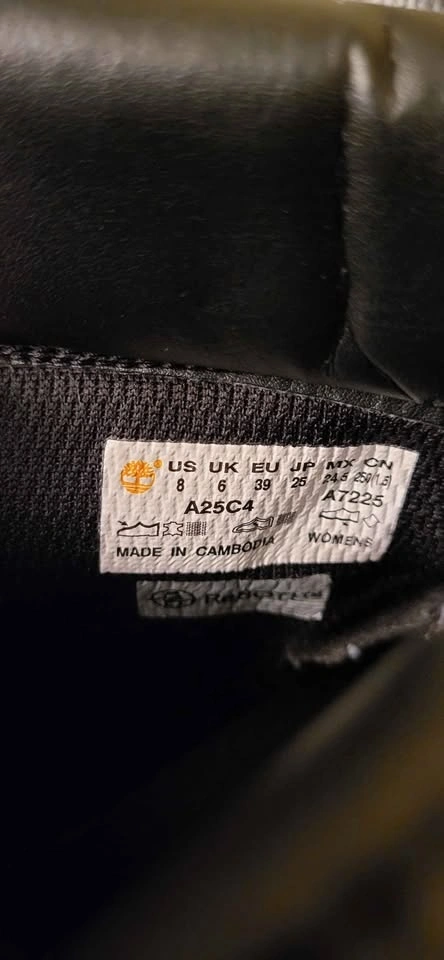 US UK EU JP MX CN
8 6 39 25 24.5 250(1.5)
A25C4 A7225
MADE IN CAMBODIA WOMENS